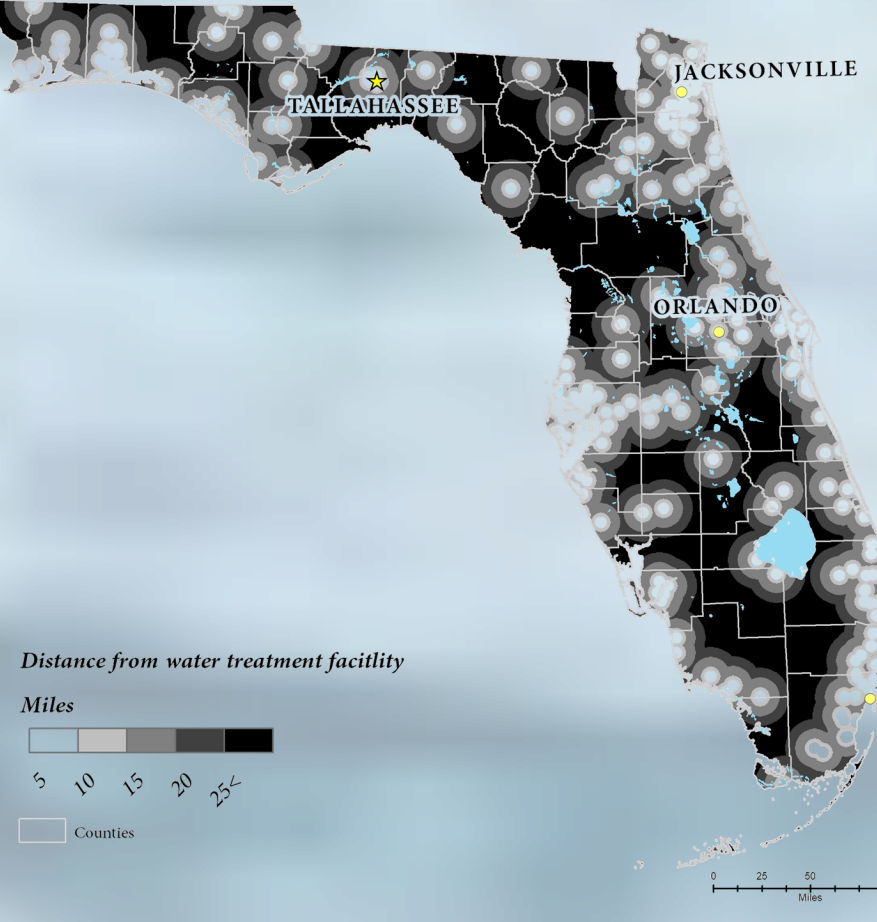 JACKSONVILLE
TALLAHASSEE
ORLANDO
Distance from water treatment facitlity
Miles
5 10 15 20 25<
Counties
0 25 50
Miles